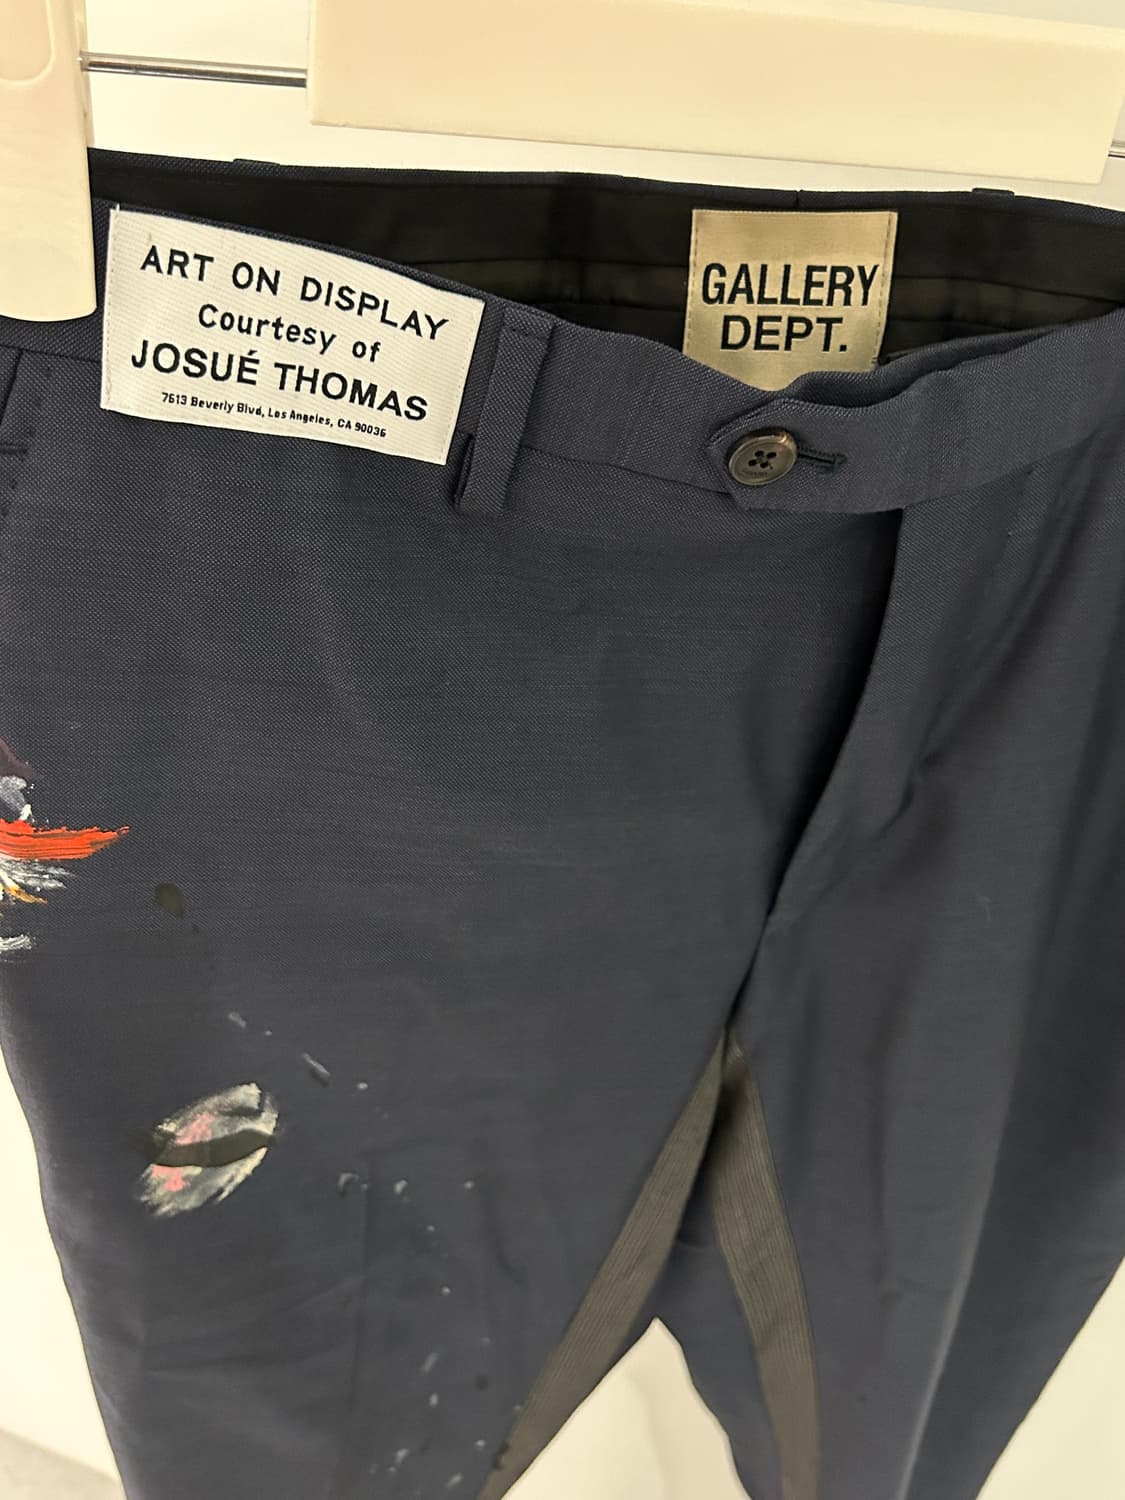 ART ON DISPLAY
Courtesy of
JOSUÉ THOMAS
7613 Beverly Blvd, Los Angeles, CA 90036
GALLERY
DEPT.